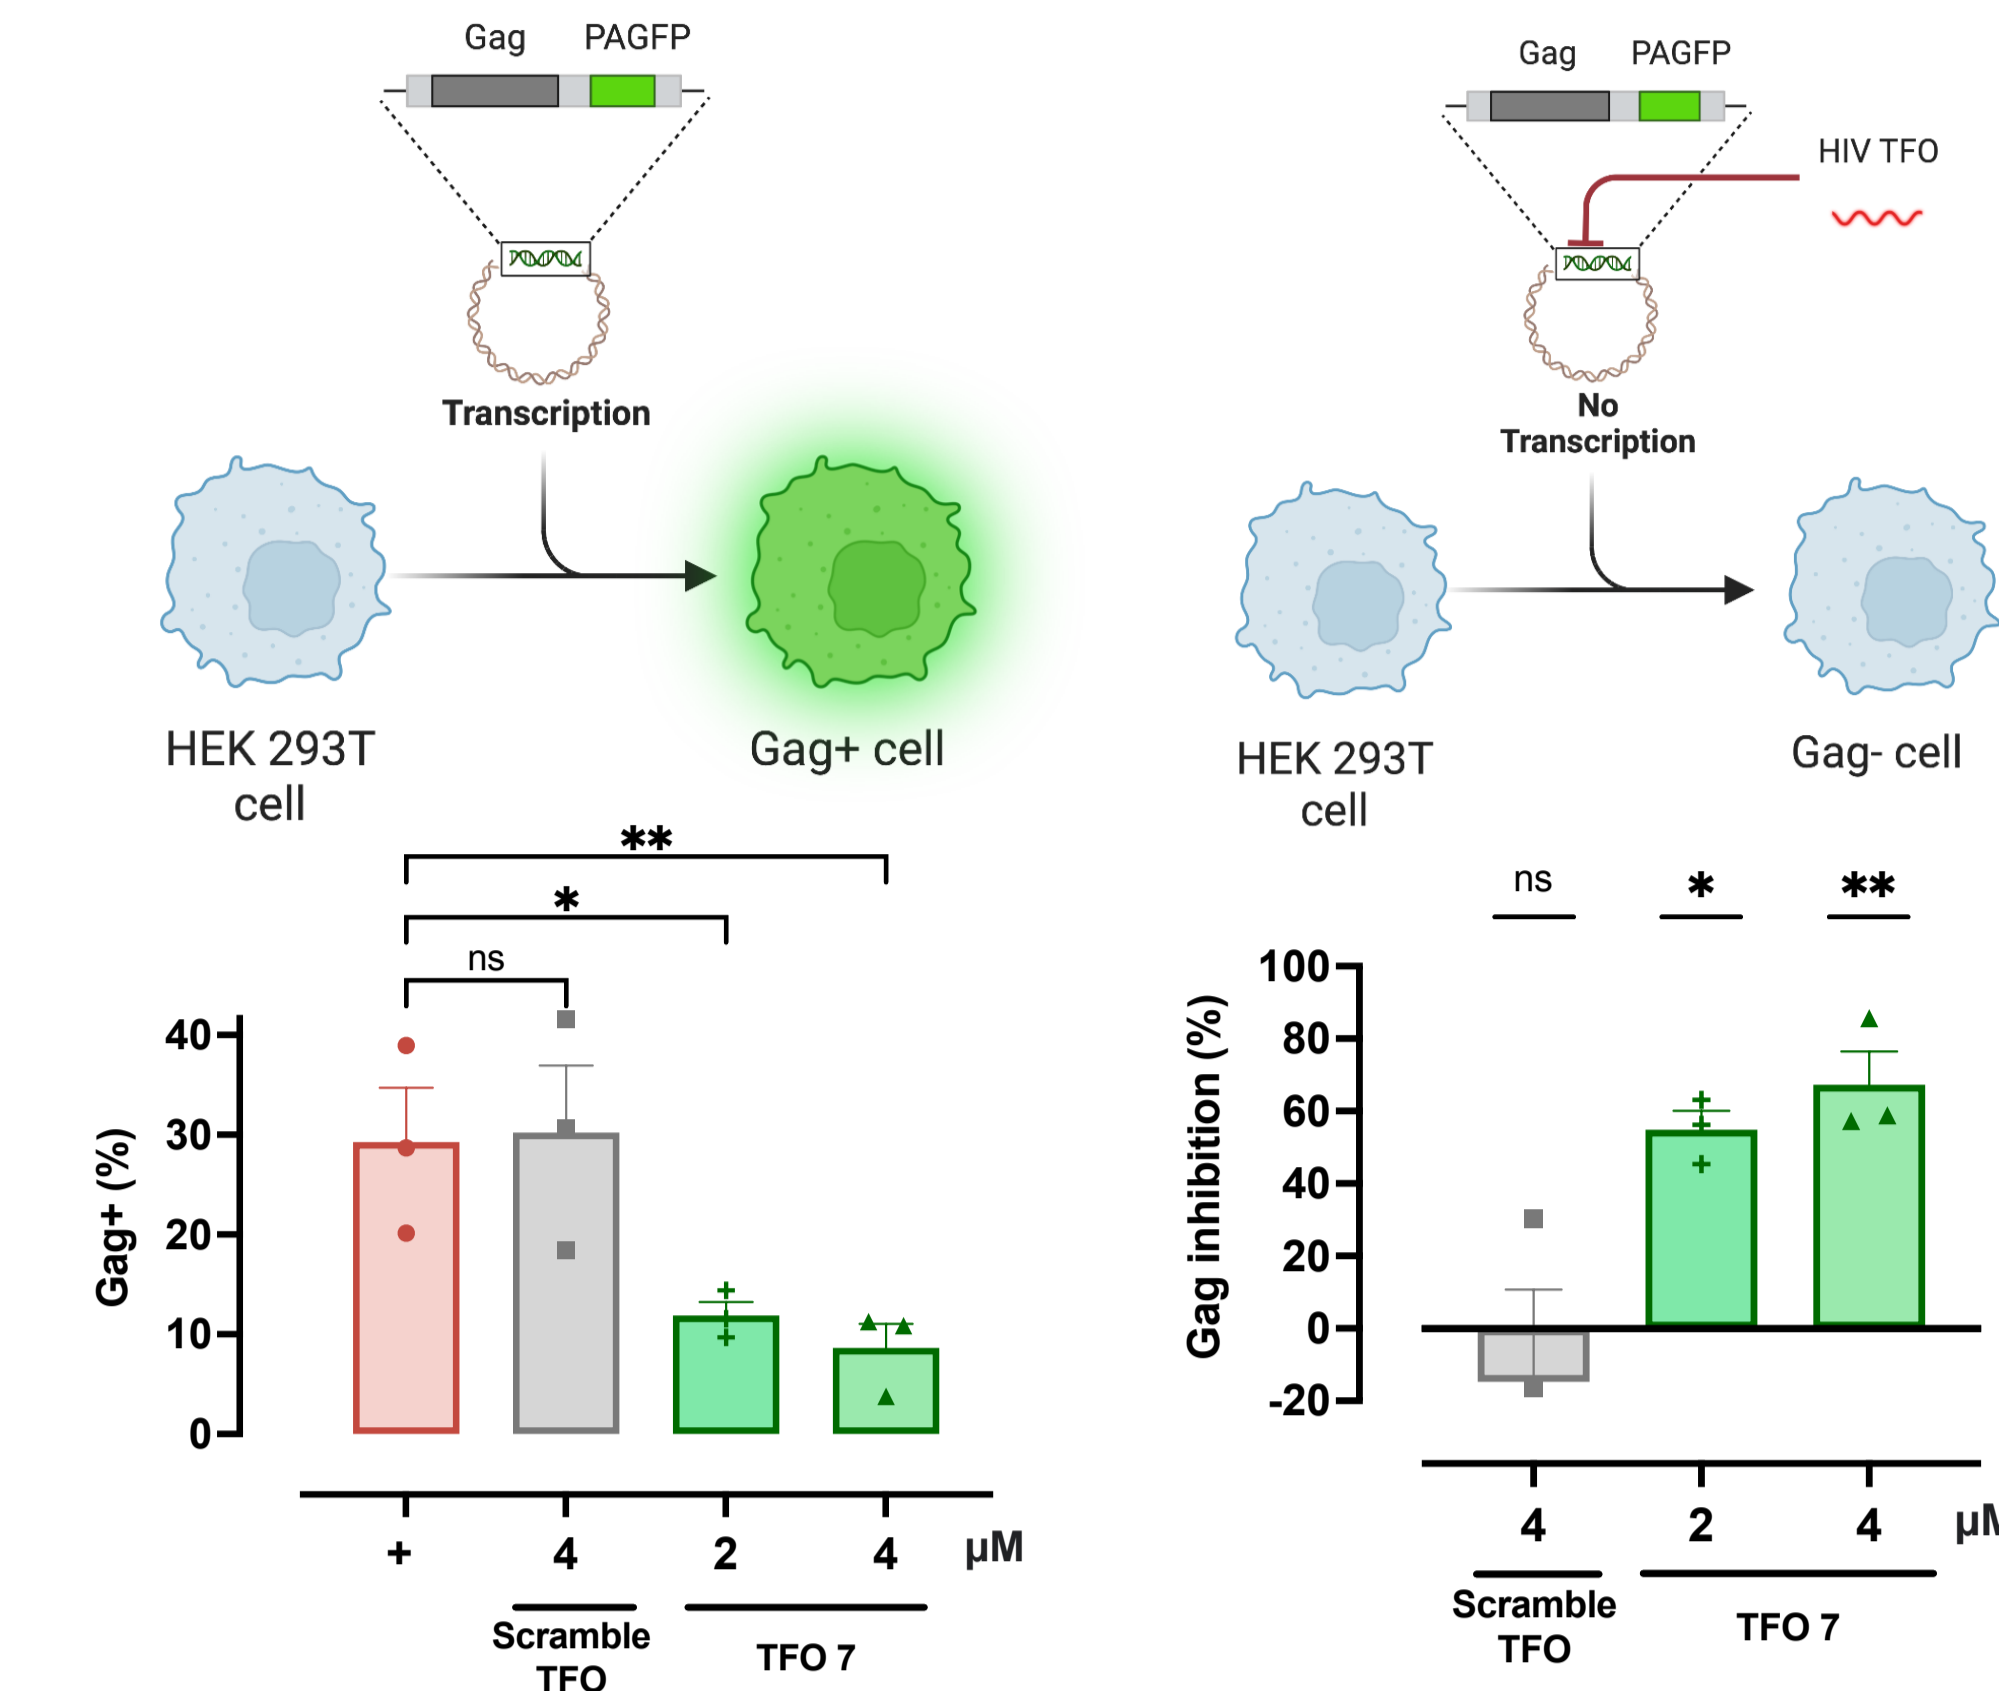 Gag PAGFP
Transcription
HEK 293T
cell
Gag+ cell
Gag PAGFP
HIV TFO
No
Transcription
HEK 293T
cell
Gag- cell
**
*
ns
Gag+ (%)
40
30
20
10
0
+ 4 2 4 µM
Scramble
TFO
TFO 7
ns * **
Gag inhibition (%)
100
80
60
40
20
0
-20
4 2 4 µM
Scramble
TFO
TFO 7